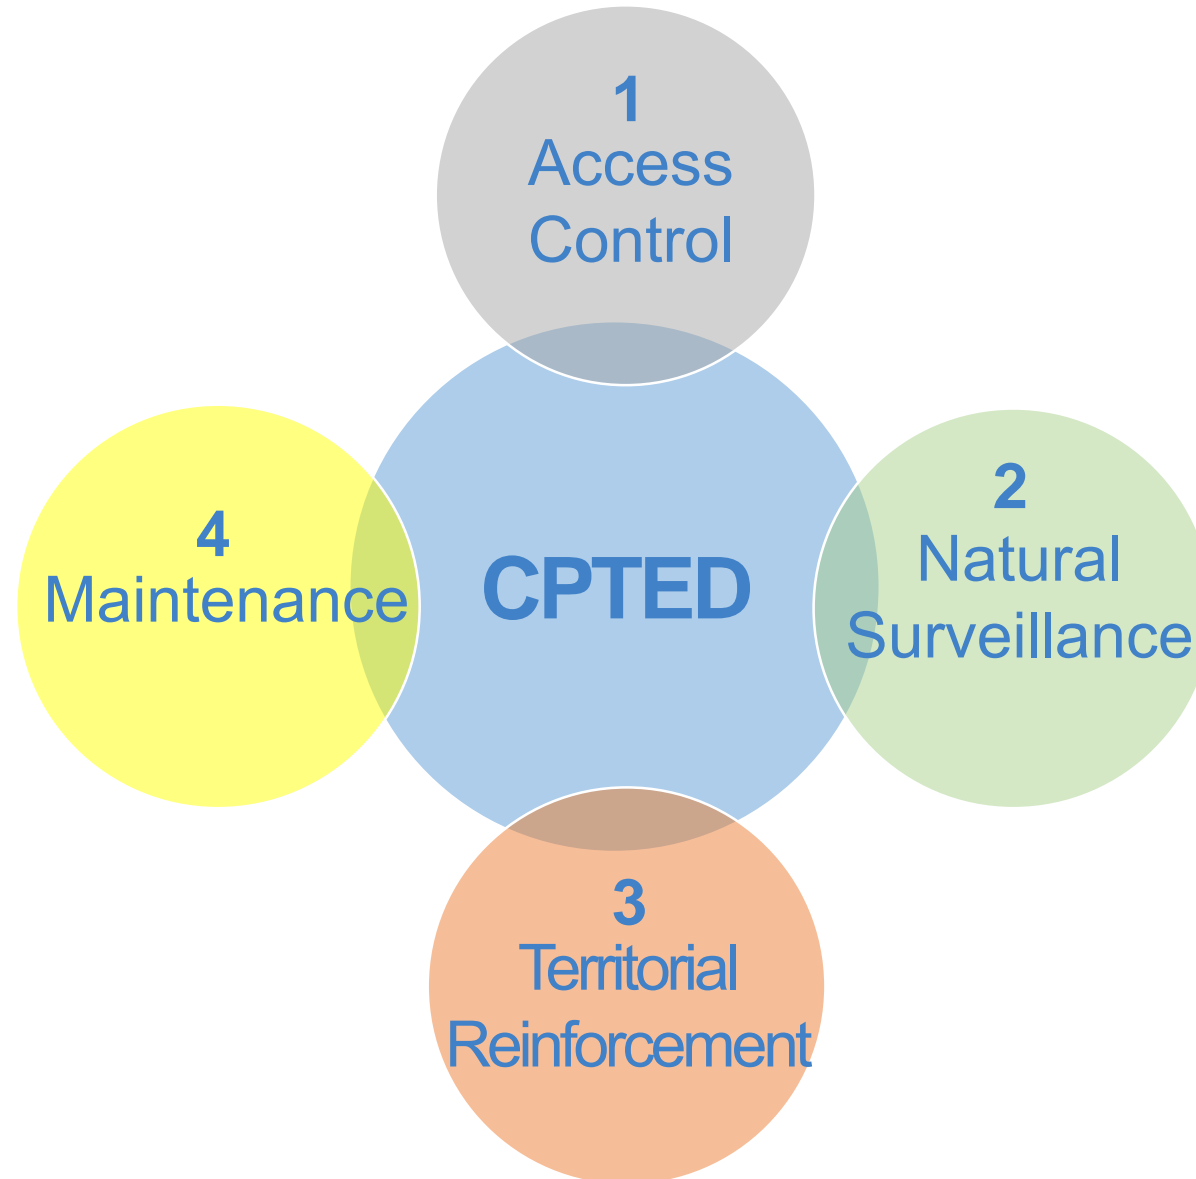 1
Access
Control
2
Natural
Surveillance
CPTED
4
Maintenance
3
Territorial
Reinforcement